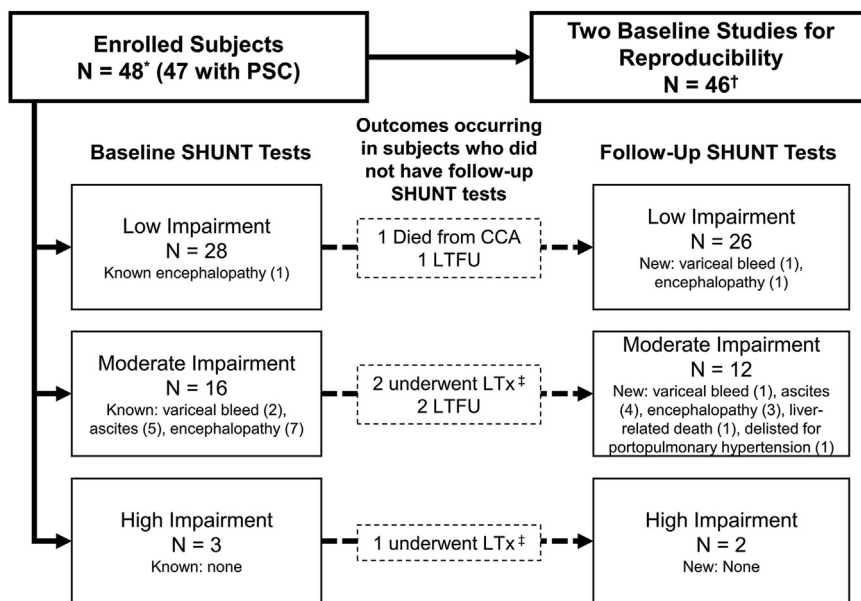 Enrolled Subjects
N = 48* (47 with PSC)
Two Baseline Studies for
Reproducibility
N = 46†
Baseline SHUNT Tests
Outcomes occurring
in subjects who did
not have follow-up
SHUNT tests
Follow-Up SHUNT Tests
Low Impairment
N = 28
Known encephalopathy (1)
1 Died from CCA
1 LTFU
Low Impairment
N = 26
New: variceal bleed (1),
encephalopathy (1)
Moderate Impairment
N = 16
Known: variceal bleed (2),
ascites (5), encephalopathy (7)
2 underwent LTx‡
2 LTFU
Moderate Impairment
N = 12
New: variceal bleed (1), ascites
(4), encephalopathy (3), liver-
related death (1), delisted for
portopulmonary hypertension (1)
High Impairment
N = 3
Known: none
1 underwent LTx‡
High Impairment
N = 2
New: None